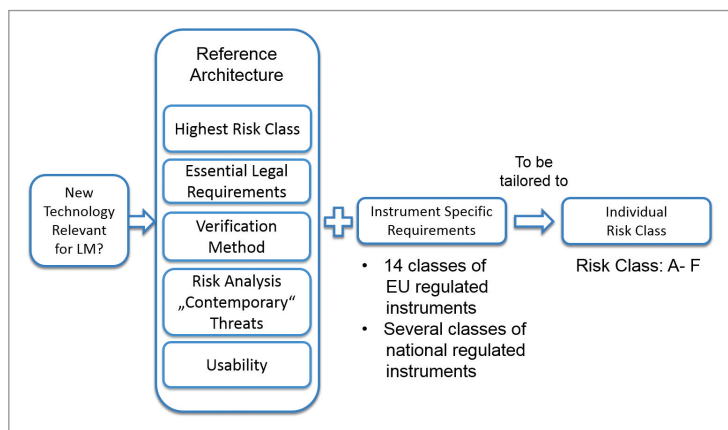 Reference
Architecture
Highest Risk Class
Essential Legal
Requirements
Verification
Method
Risk Analysis
„Contemporary“
Threats
Usability
New
Technology
Relevant
for LM?
Instrument Specific
Requirements
• 14 classes of
EU regulated
instruments
• Several classes of
national regulated
instruments
To be
tailored to
Individual
Risk Class
Risk Class: A- F